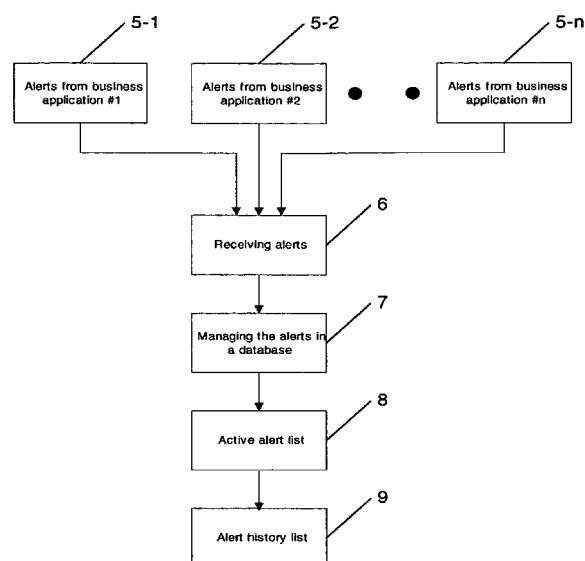 5-1
5-2
5-n
Alerts from business
application #1
Alerts from business
application #2
Alerts from business
application #n
6
Receiving alerts
7
Managing the alerts in
a database
8
Active alert list
9
Alert history list